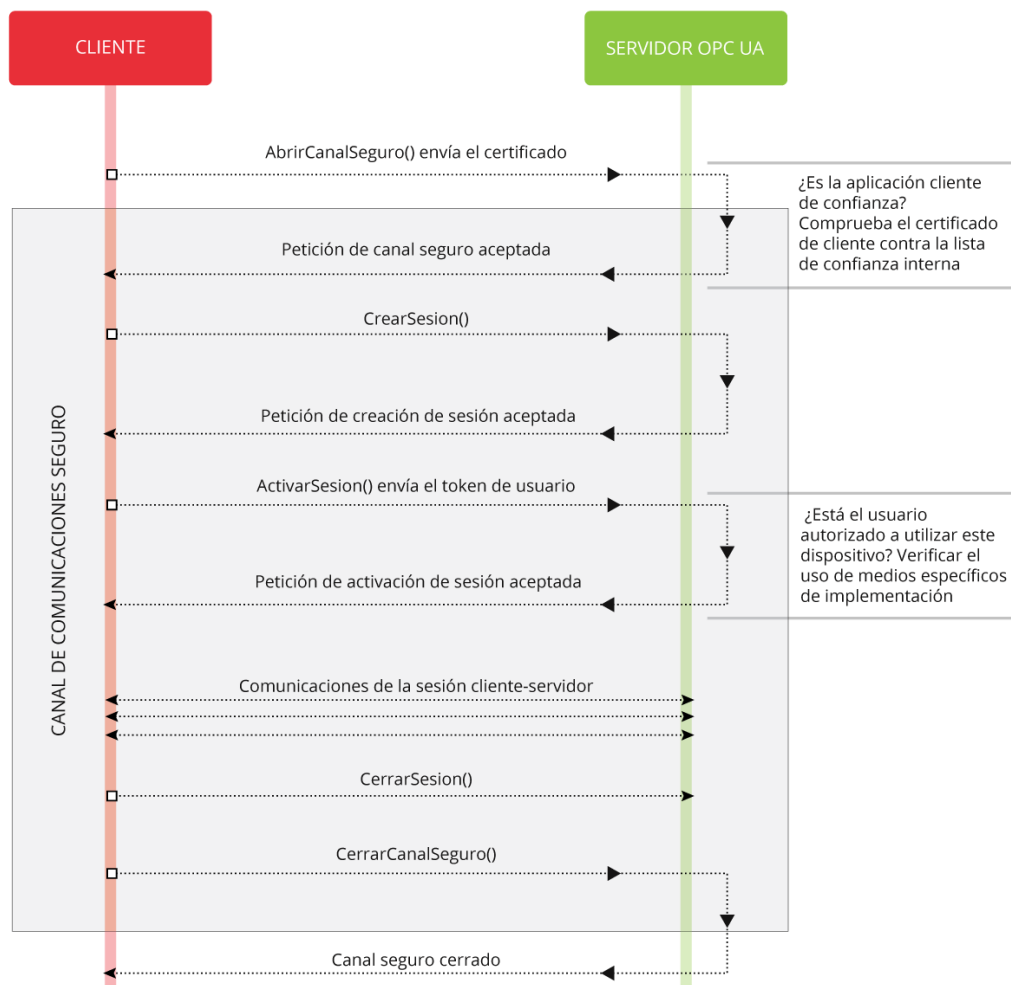 CLIENTE
SERVIDOR OPC UA
AbrirCanalSeguro() envía el certificado
¿Es la aplicación cliente
de confianza?
Comprueba el certificado
de cliente contra la lista
de confianza interna
Petición de canal seguro aceptada
CrearSesion()
Petición de creación de sesión aceptada
CANAL DE COMUNICACIONES SEGURO
ActivarSesion() envía el token de usuario
¿Está el usuario
autorizado a utilizar este
dispositivo? Verificar el
uso de medios específicos
de implementación
Petición de activación de sesión aceptada
Comunicaciones de la sesión cliente-servidor
CerrarSesion()
CerrarCanalSeguro()
Canal seguro cerrado